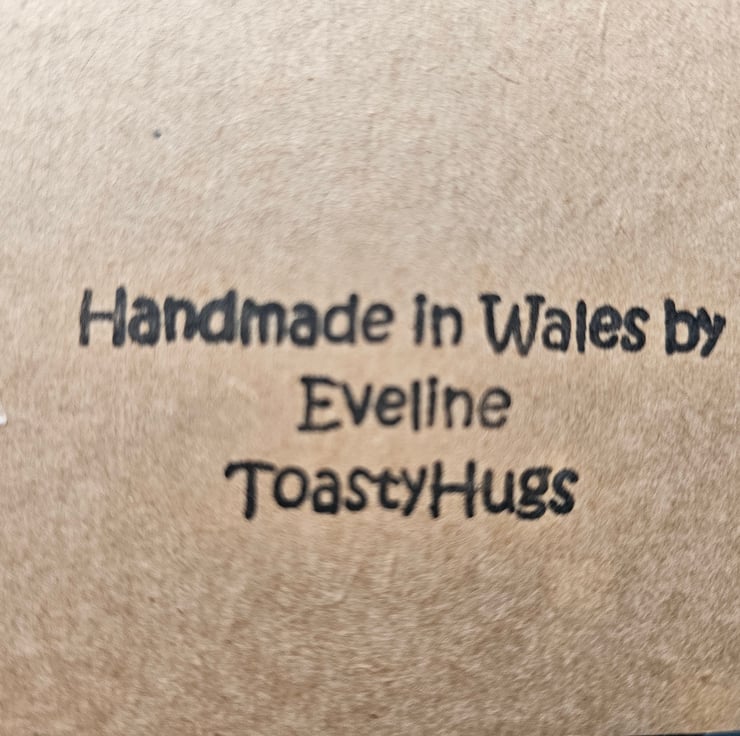 Handmade in Wales by
Eveline
ToastyHugs